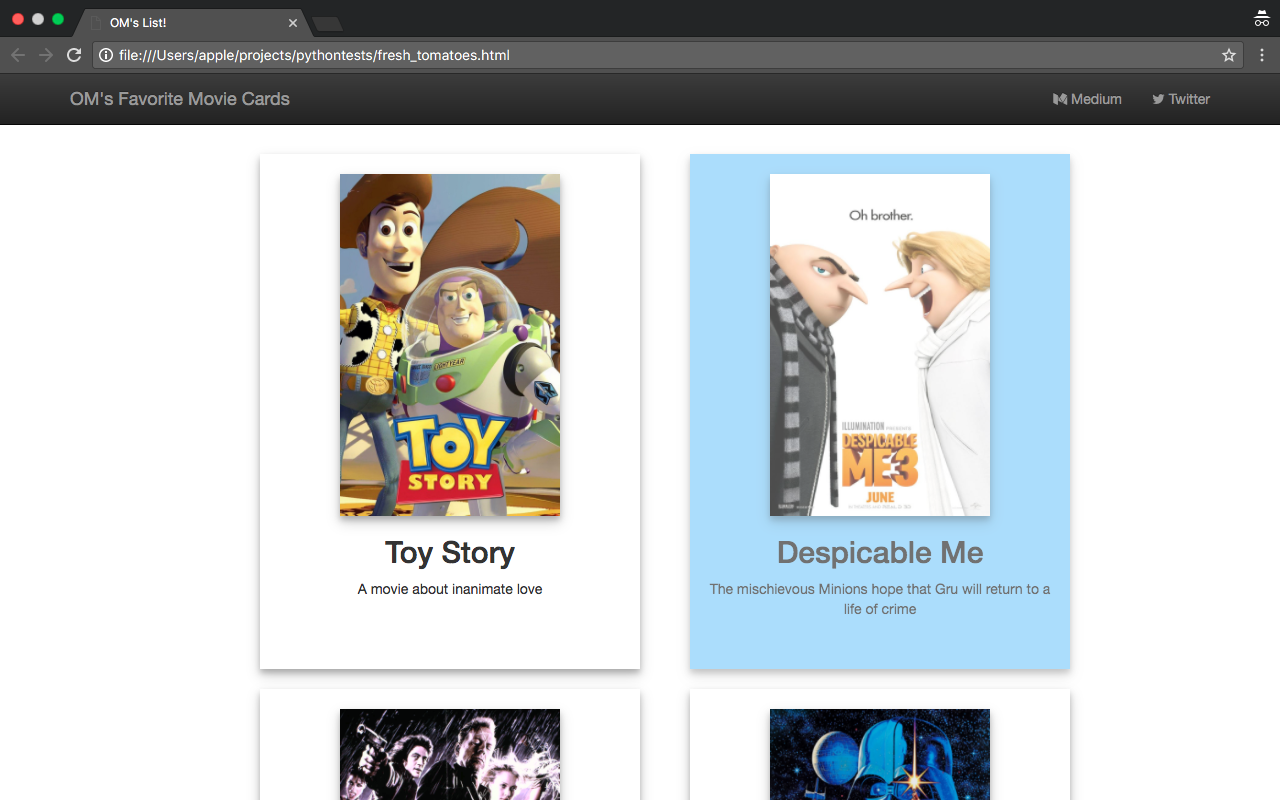 OM's List!
file:///Users/apple/projects/pythontests/fresh_tomatoes.html
OM's Favorite Movie Cards
Medium
Twitter
LIGHTYEAR
TOY
STORY
Toy Story
A movie about inanimate love
Oh brother.
ILLUMINATION PRESENTS
DESPICABLE
ME3
JUNE
Despicable Me
The mischievous Minions hope that Gru will return to a
life of crime